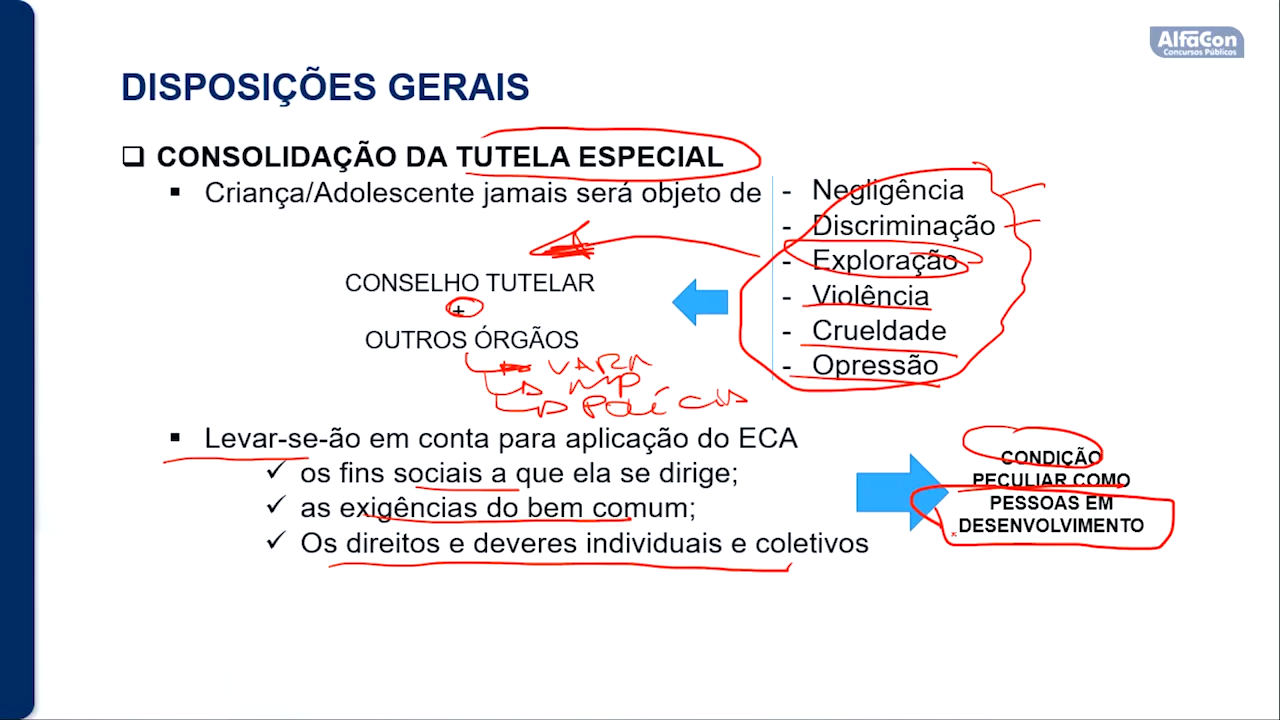 AlfaCon
Concursos Públicos
DISPOSIÇÕES GERAIS
❑ CONSOLIDAÇÃO DA TUTELA ESPECIAL
▪ Criança/Adolescente jamais será objeto de
- Negligência
- Discriminação
- Exploração
- Violência
- Crueldade
- Opressão
CONSELHO TUTELAR
+
OUTROS ÓRGÃOS
VARA
MP
POLÍCIA
▪ Levar-se-ão em conta para aplicação do ECA
✓ os fins sociais a que ela se dirige;
✓ as exigências do bem comum;
✓ Os direitos e deveres individuais e coletivos
CONDIÇÃO
PECULIAR COMO
PESSOAS EM
DESENVOLVIMENTO